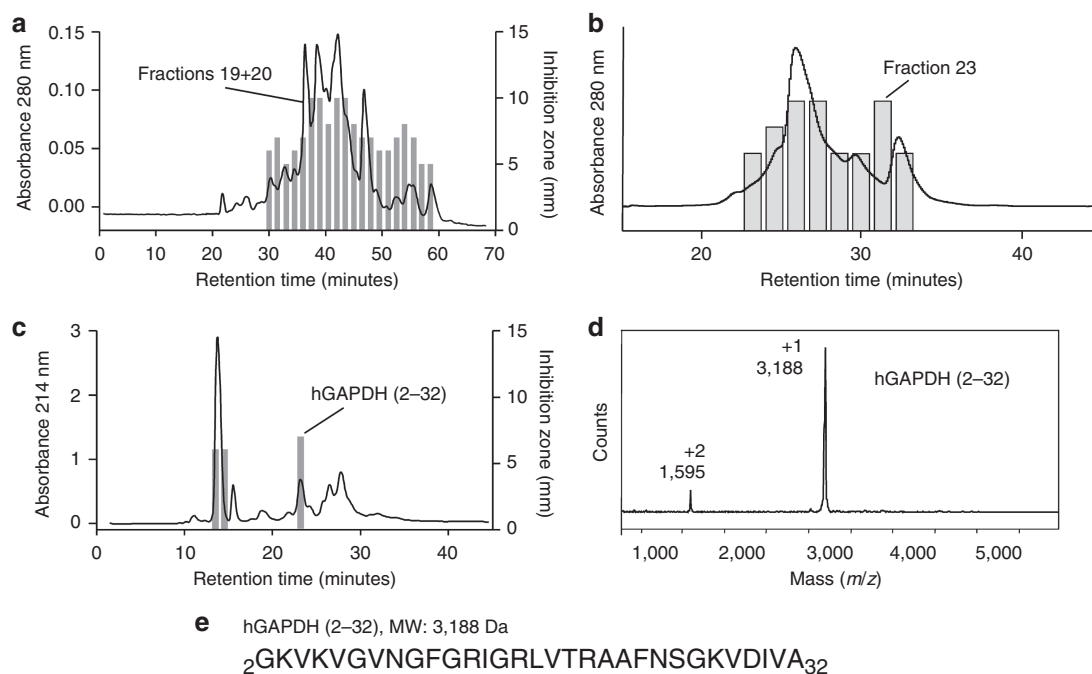 a
Absorbance 280 nm
0.15
0.10
0.05
0.00
Fractions 19+20
15
10
5
0
Inhibition zone (mm)
0 10 20 30 40 50 60 70
Retention time (minutes)
b
Absorbance 280 nm
Fraction 23
20 30 40
Retention time (minutes)
c
Absorbance 214 nm
3
2
1
0
hGAPDH (2–32)
15
10
5
0
Inhibition zone (mm)
0 10 20 30 40
Retention time (minutes)
d
Counts
+1
3,188
hGAPDH (2–32)
+2
1,595
1,000 2,000 3,000 4,000 5,000
Mass (m/z)
e hGAPDH (2–32), MW: 3,188 Da
2GKVKVGVNGFGRIGRLVTRAAFNSGKVDIVA32